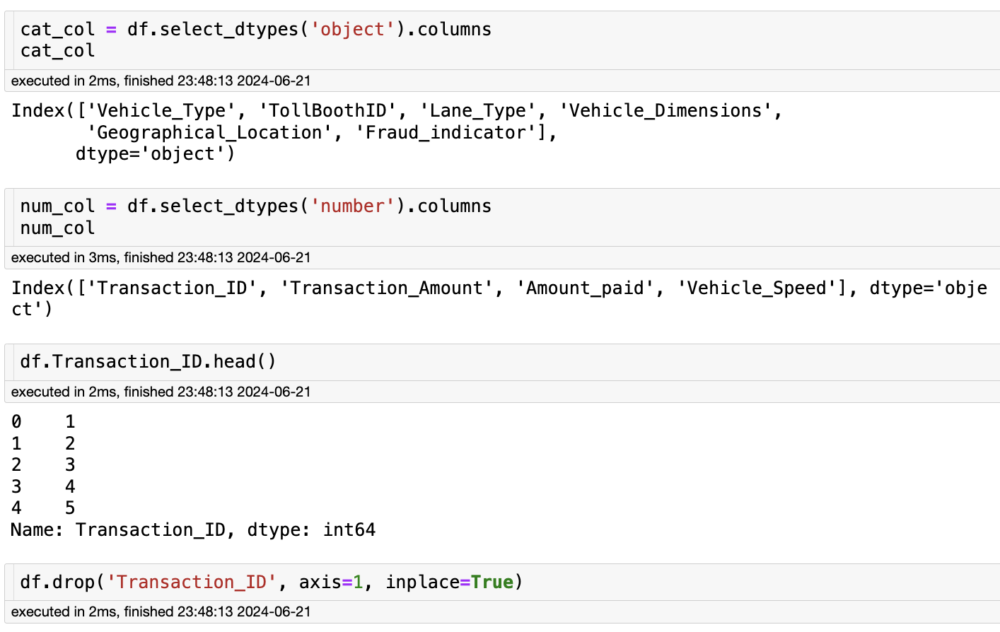 cat_col = df.select_dtypes('object').columns
cat_col
executed in 2ms, finished 23:48:13 2024-06-21
Index(['Vehicle_Type', 'TollBoothID', 'Lane_Type', 'Vehicle_Dimensions',
       'Geographical_Location', 'Fraud_indicator'],
      dtype='object')
num_col = df.select_dtypes('number').columns
num_col
executed in 3ms, finished 23:48:13 2024-06-21
Index(['Transaction_ID', 'Transaction_Amount', 'Amount_paid', 'Vehicle_Speed'], dtype='obje
ct')
df.Transaction_ID.head()
executed in 2ms, finished 23:48:13 2024-06-21
0    1
1    2
2    3
3    4
4    5
Name: Transaction_ID, dtype: int64
df.drop('Transaction_ID', axis=1, inplace=True)
executed in 2ms, finished 23:48:13 2024-06-21